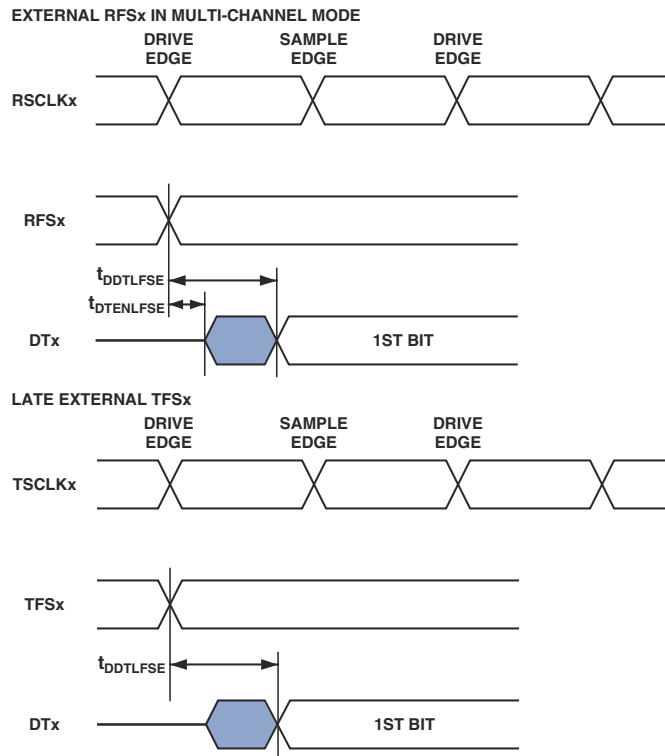 EXTERNAL RFSx IN MULTI-CHANNEL MODE
DRIVE EDGE
SAMPLE EDGE
DRIVE EDGE
RSCLKx
RFSx
tDDTLFSE
tDTENLFSE
DTx
1ST BIT
LATE EXTERNAL TFSx
DRIVE EDGE
SAMPLE EDGE
DRIVE EDGE
TSCLKx
TFSx
tDDTLFSE
DTx
1ST BIT